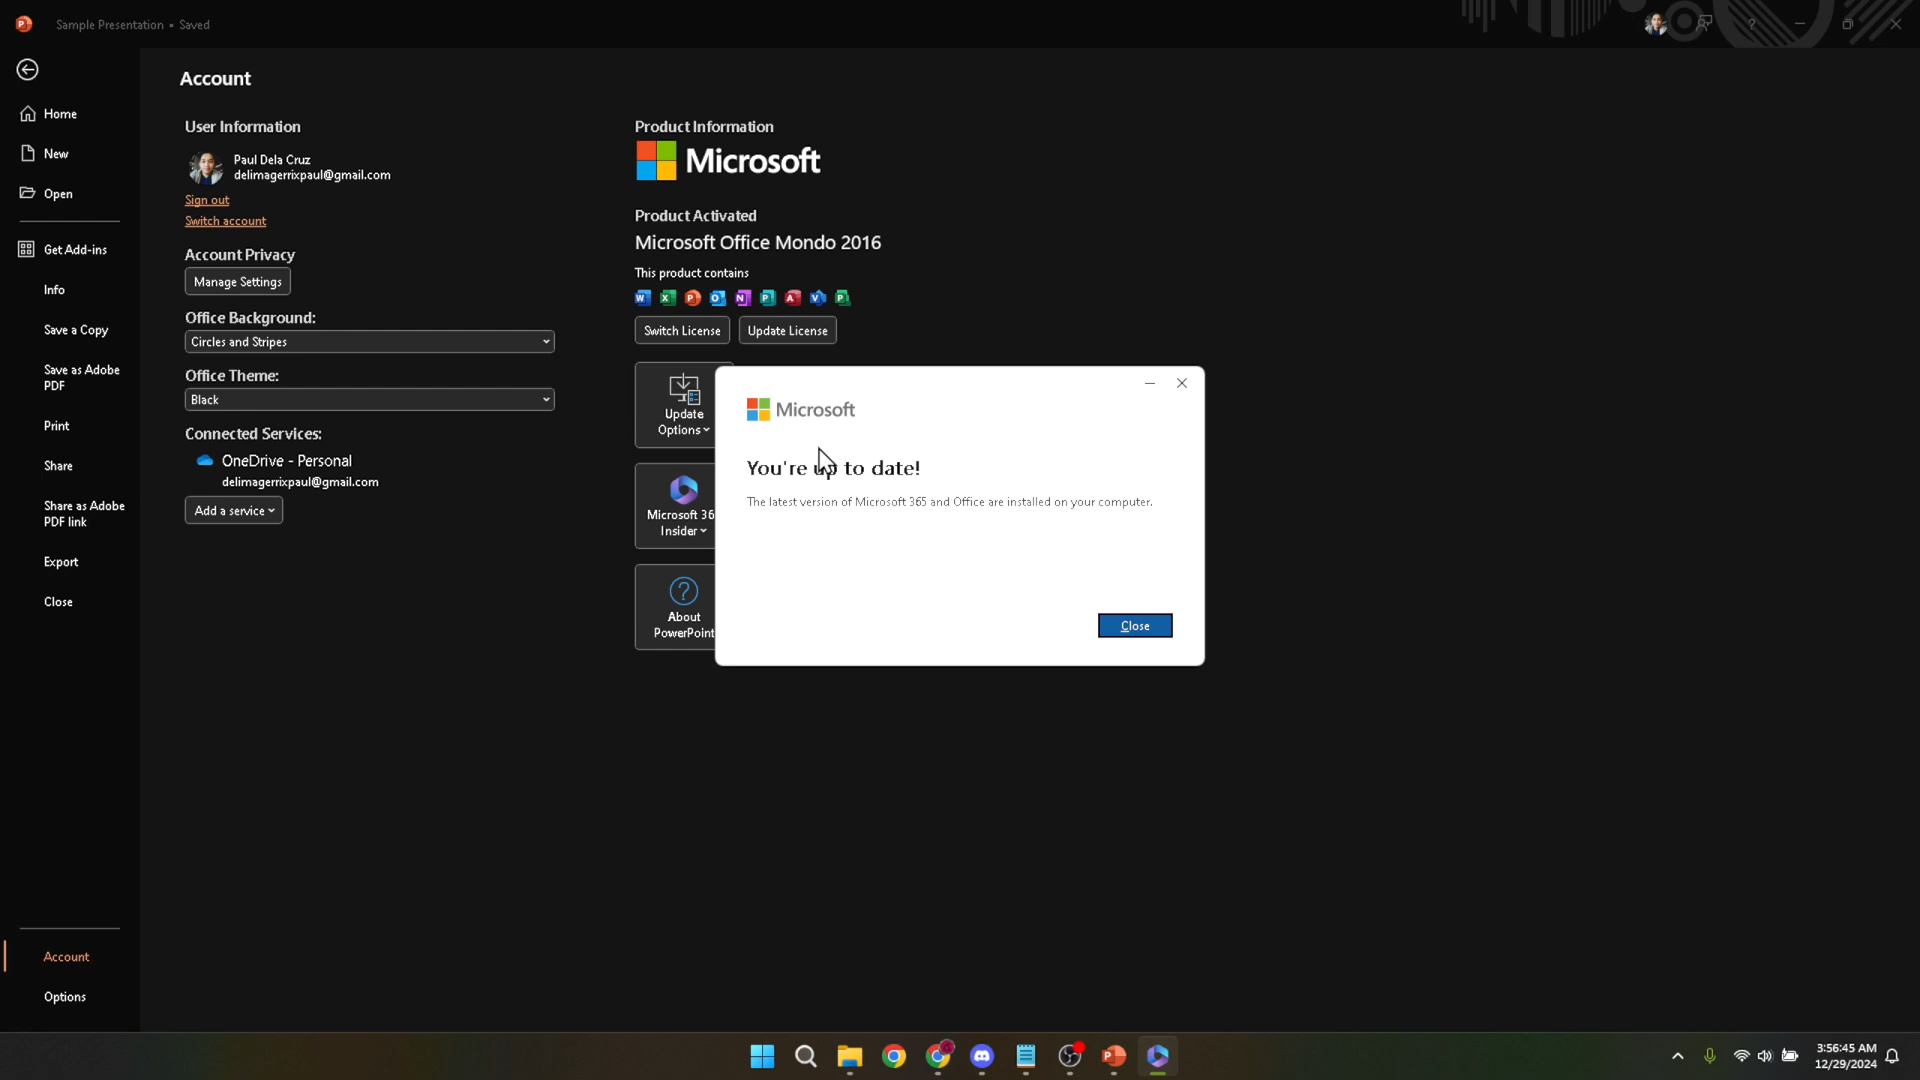 Sample Presentation • Saved
Account
Home
New
Open
Get Add-ins
Info
Save a Copy
Save as Adobe
PDF
Print
Share
Share as Adobe
PDF link
Export
Close
Account
Options
User Information
Paul Dela Cruz
delimagerrixpaul@gmail.com
Sign out
Switch account
Account Privacy
Manage Settings
Office Background:
Circles and Stripes
Office Theme:
Black
Connected Services:
OneDrive - Personal
delimagerrixpaul@gmail.com
Add a service
Product Information
Microsoft
Product Activated
Microsoft Office Mondo 2016
This product contains
Switch License
Update License
Update
Options
Microsoft 36
Insider
About
PowerPoint
Microsoft
You're up to date!
The latest version of Microsoft 365 and Office are installed on your computer.
Close
3:56:45 AM
12/29/2024